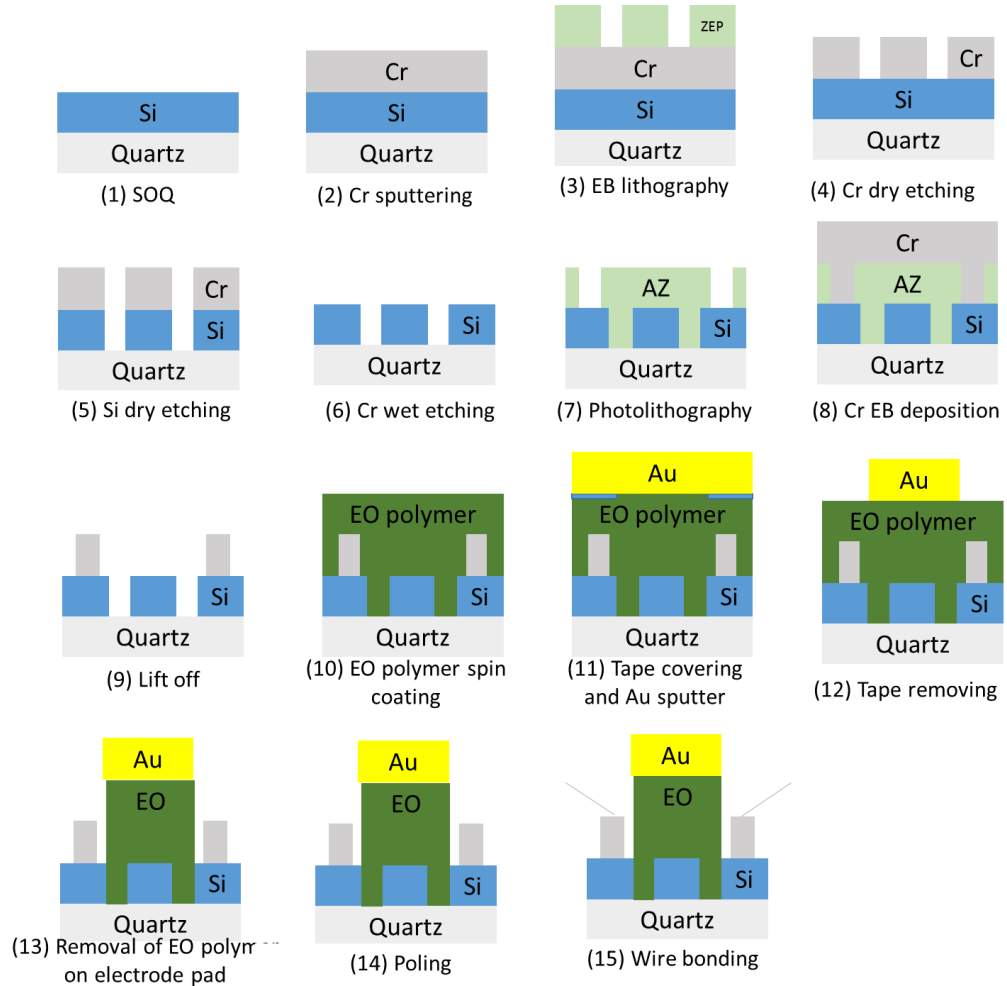 Si
Quartz
(1) SOQ
Cr
Si
Quartz
(2) Cr sputtering
ZEP
Cr
Si
Quartz
(3) EB lithography
Cr
Si
Quartz
(4) Cr dry etching
Cr
Si
Quartz
(5) Si dry etching
Si
Quartz
(6) Cr wet etching
AZ
Si
Quartz
(7) Photolithography
Cr
AZ
Si
Quartz
(8) Cr EB deposition
Si
Quartz
(9) Lift off
EO polymer
Si
Quartz
(10) EO polymer spin
coating
Au
EO polymer
Si
Quartz
(11) Tape covering
and Au sputter
Au
EO polymer
Si
Quartz
(12) Tape removing
Au
EO
Si
Quartz
(13) Removal of EO polymer
on electrode pad
Au
EO
Si
Quartz
(14) Poling
Au
EO
Si
Quartz
(15) Wire bonding